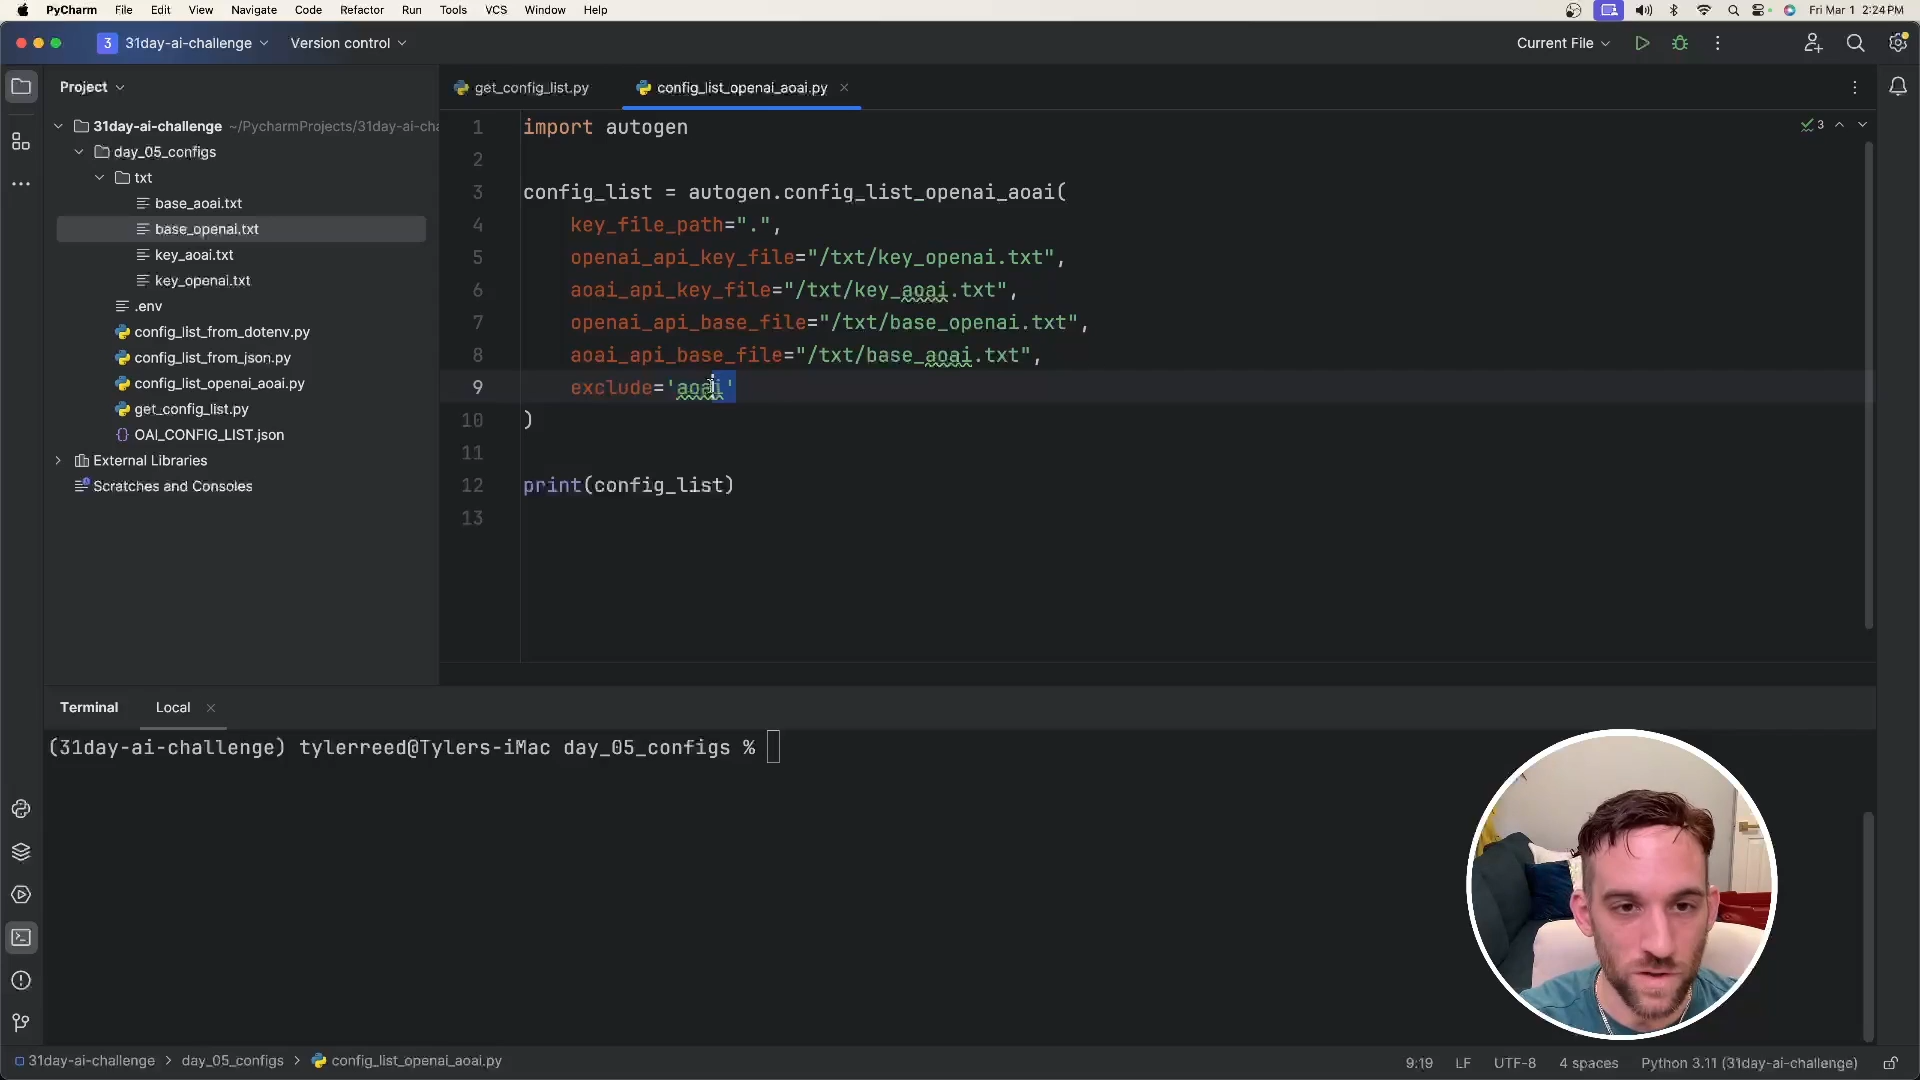 PyCharm File Edit View Navigate Code Refactor Run Tools VCS Window Help Fri Mar 1 2:24 PM
3 31day-ai-challenge Version control Current File
Project
get_config_list.py config_list_openai_aoai.py
31day-ai-challenge ~/PycharmProjects/31day-ai-cha
day_05_configs
txt
base_aoai.txt
base_openai.txt
key_aoai.txt
key_openai.txt
.env
config_list_from_dotenv.py
config_list_from_json.py
config_list_openai_aoai.py
get_config_list.py
OAI_CONFIG_LIST.json
External Libraries
Scratches and Consoles
3
1 import autogen
2
3 config_list = autogen.config_list_openai_aoai(
4 key_file_path=".",
5 openai_api_key_file="/txt/key_openai.txt",
6 aoai_api_key_file="/txt/key_aoai.txt",
7 openai_api_base_file="/txt/base_openai.txt",
8 aoai_api_base_file="/txt/base_aoai.txt",
9 exclude='aoai'
10 )
11
12 print(config_list)
13
Terminal Local
(31day-ai-challenge) tylerreed@Tylers-iMac day_05_configs %
31day-ai-challenge > day_05_configs > config_list_openai_aoai.py 9:19 LF UTF-8 4 spaces Python 3.11 (31day-ai-challenge)